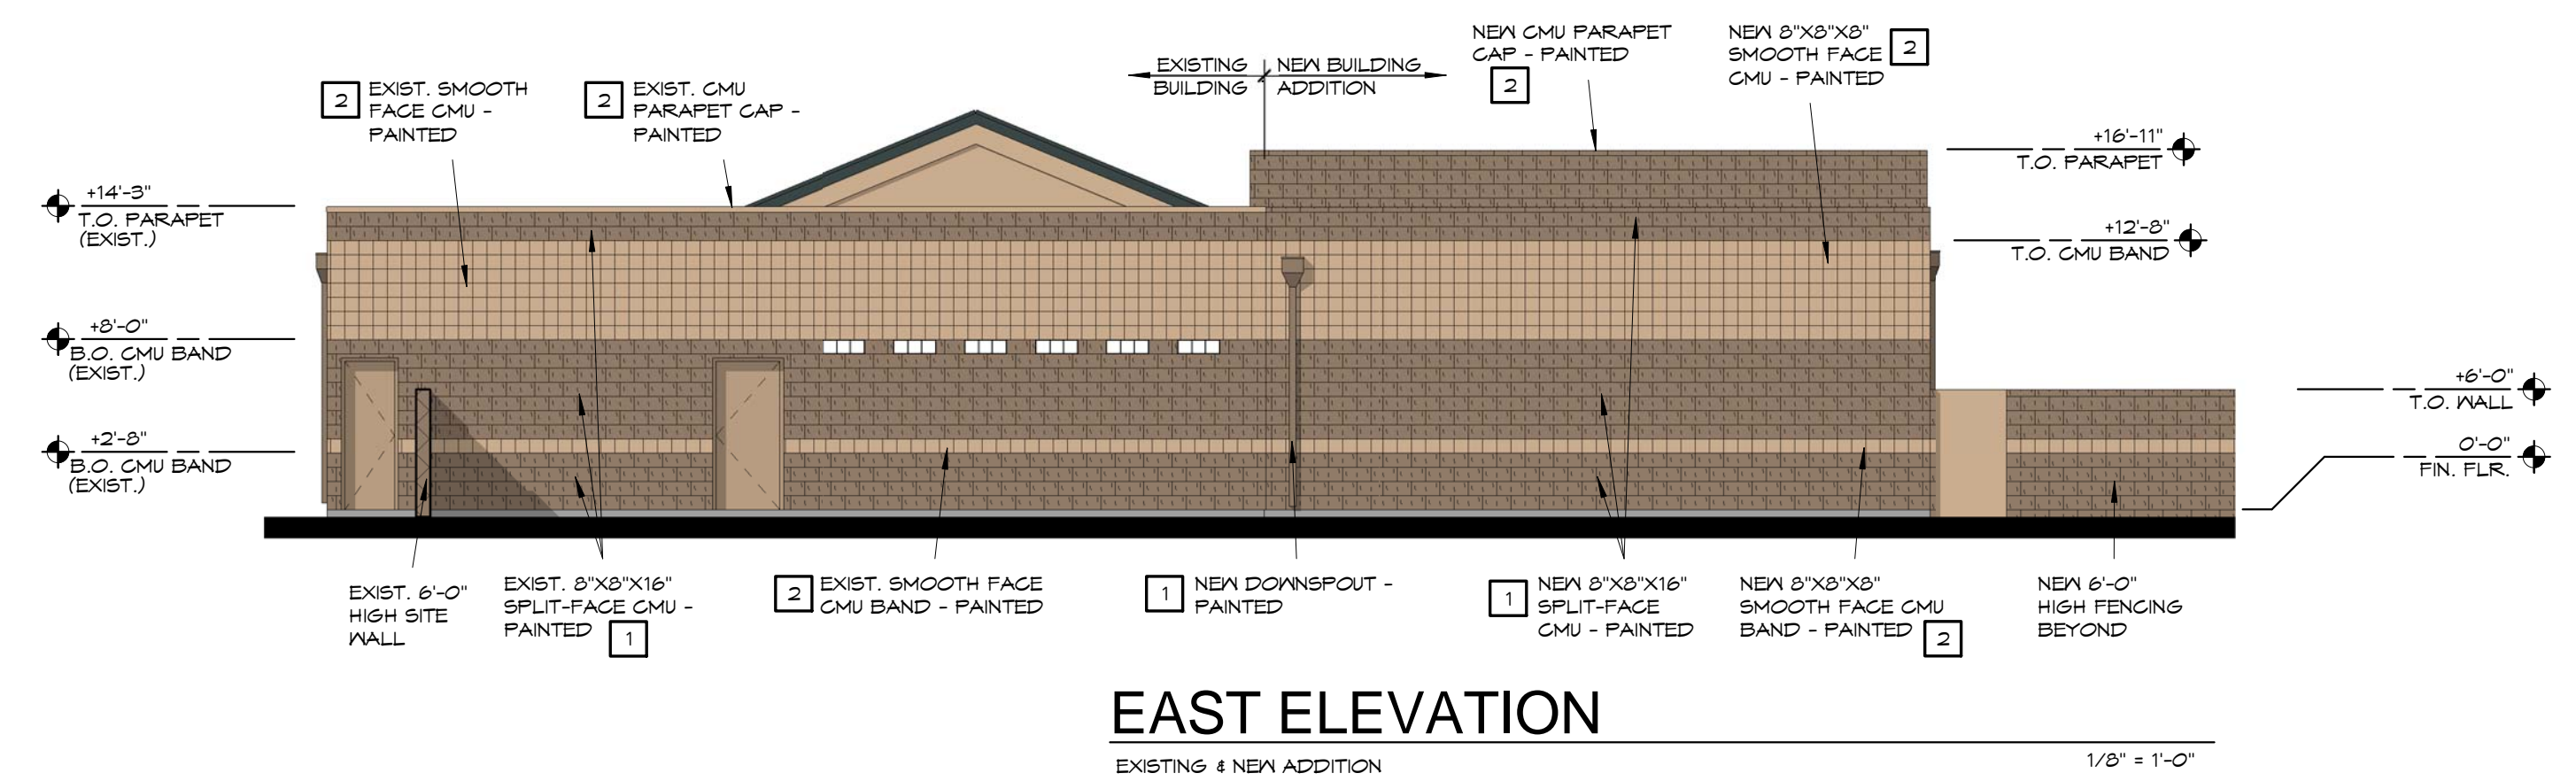 2
EXIST. SMOOTH
FACE CMU -
PAINTED
2
EXIST. CMU
PARAPET CAP -
PAINTED
EXISTING
BUILDING
NEW BUILDING
ADDITION
NEW CMU PARAPET
CAP - PAINTED
2
NEW 8"X8"X8"
SMOOTH FACE
CMU - PAINTED
2
+14'-3"
T.O. PARAPET
(EXIST.)
+8'-0"
B.O. CMU BAND
(EXIST.)
+2'-8"
B.O. CMU BAND
(EXIST.)
+16'-11"
T.O. PARAPET
+12'-8"
T.O. CMU BAND
+6'-0"
T.O. WALL
0'-0"
FIN. FLR.
EXIST. 6'-0"
HIGH SITE
WALL
EXIST. 8"X8"X16"
SPLIT-FACE CMU -
PAINTED
1
2
EXIST. SMOOTH FACE
CMU BAND - PAINTED
1
NEW DOWNSPOUT -
PAINTED
1
NEW 8"X8"X16"
SPLIT-FACE
CMU - PAINTED
NEW 8"X8"X8"
SMOOTH FACE CMU
BAND - PAINTED
2
NEW 6'-0"
HIGH FENCING
BEYOND
EAST ELEVATION
EXISTING & NEW ADDITION
1/8" = 1'-0"